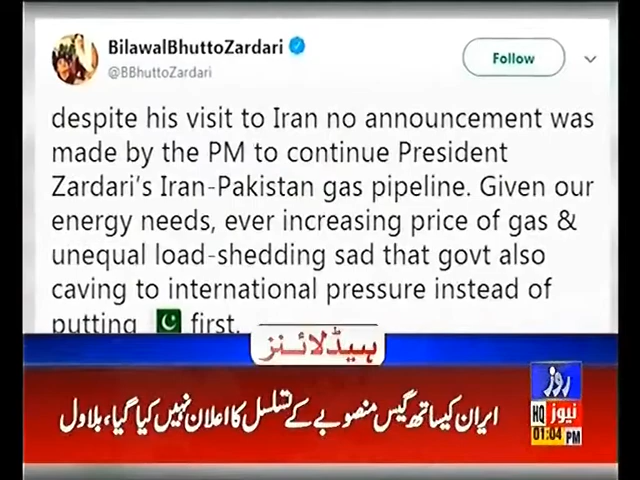 BilawalBhuttoZardari
@BBhuttoZardari
Follow
despite his visit to Iran no announcement was
made by the PM to continue President
Zardari's Iran-Pakistan gas pipeline. Given our
energy needs, ever increasing price of gas &
unequal load-shedding sad that govt also
caving to international pressure instead of
putting 🇵🇰 first.
ہیڈلائنز
ایران کیساتھ گیس منصوبے کے تسلسل کا اعلان نہیں کیا گیا، بلاول
روز
HQ نیوز
01:04 PM